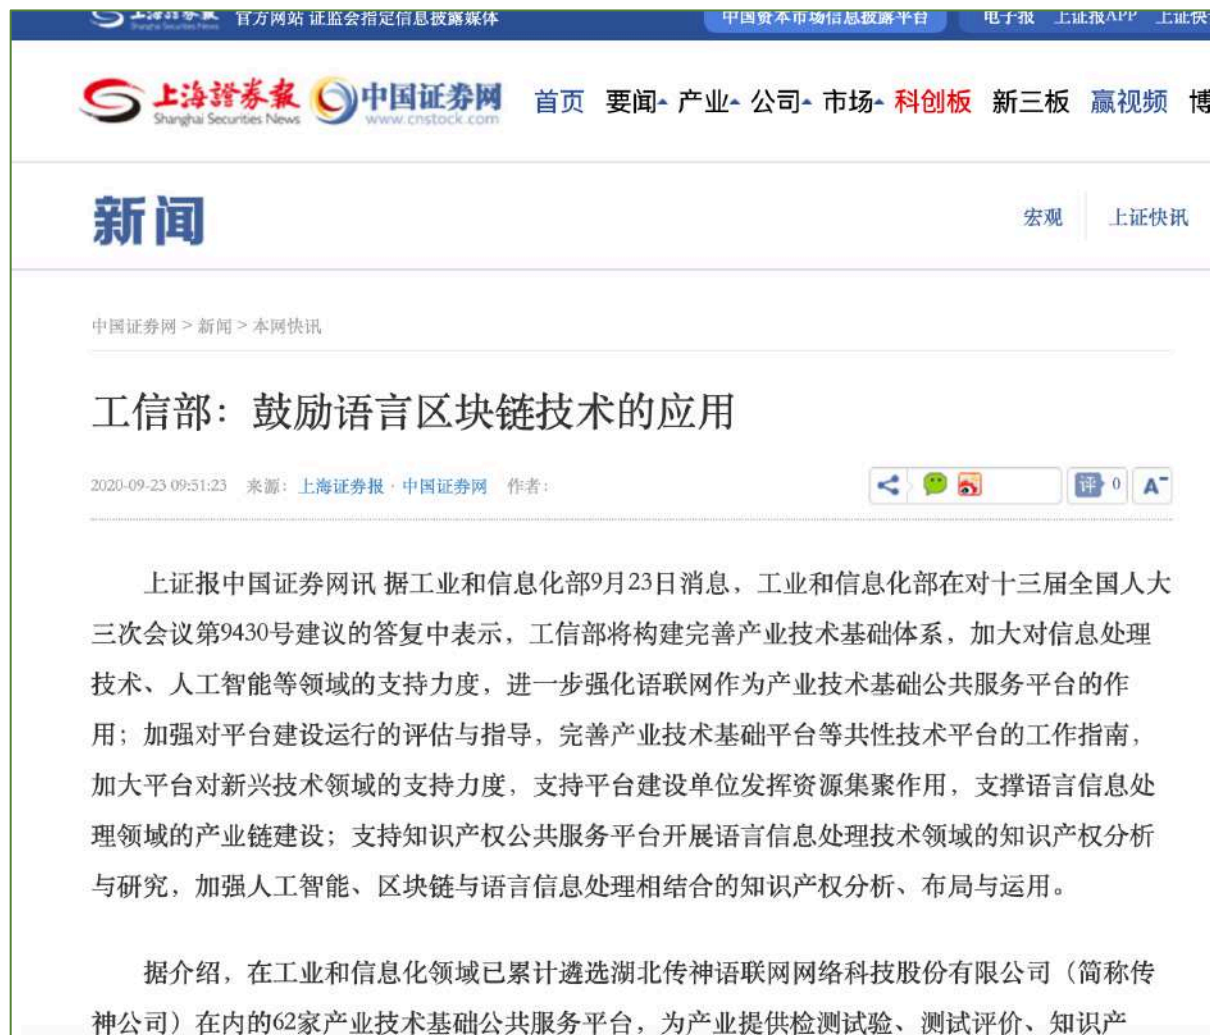 上海證券報 官方网站 证监会指定信息披露媒体 中国资本市场信息披露平台 电子报 上证报APP 上证快
上海證券報 中国证券网 首页 要闻 产业 公司 市场 科创板 新三板 赢视频 博
Shanghai Securities News www.cnstock.com
新闻 宏观 上证快讯
中国证券网 > 新闻 > 本网快讯
工信部：鼓励语言区块链技术的应用
2020-09-23 09:51:23 来源：上海证券报·中国证券网 作者： 评 0 A-
上证报中国证券网讯 据工业和信息化部9月23日消息，工业和信息化部在对十三届全国人大
三次会议第9430号建议的答复中表示，工信部将构建完善产业技术基础体系，加大对信息处理
技术、人工智能等领域的支持力度，进一步强化语联网作为产业技术基础公共服务平台的作
用；加强对平台建设运行的评估与指导，完善产业技术基础平台等共性技术平台的工作指南，
加大平台对新兴技术领域的支持力度，支持平台建设单位发挥资源集聚作用，支撑语言信息处
理领域的产业链建设；支持知识产权公共服务平台开展语言信息处理技术领域的知识产权分析
与研究，加强人工智能、区块链与语言信息处理相结合的知识产权分析、布局与运用。
据介绍，在工业和信息化领域已累计遴选湖北传神语联网网络科技股份有限公司（简称传
神公司）在内的62家产业技术基础公共服务平台，为产业提供检测试验、测试评价、知识产